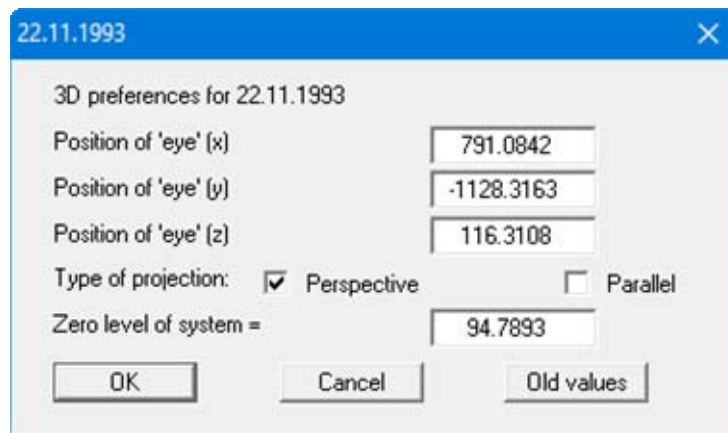 22.11.1993
3D preferences for 22.11.1993
Position of 'eye' (x) 791.0842
Position of 'eye' (y) -1128.3163
Position of 'eye' (z) 116.3108
Type of projection: Perspective Parallel
Zero level of system = 94.7893
OK Cancel Old values